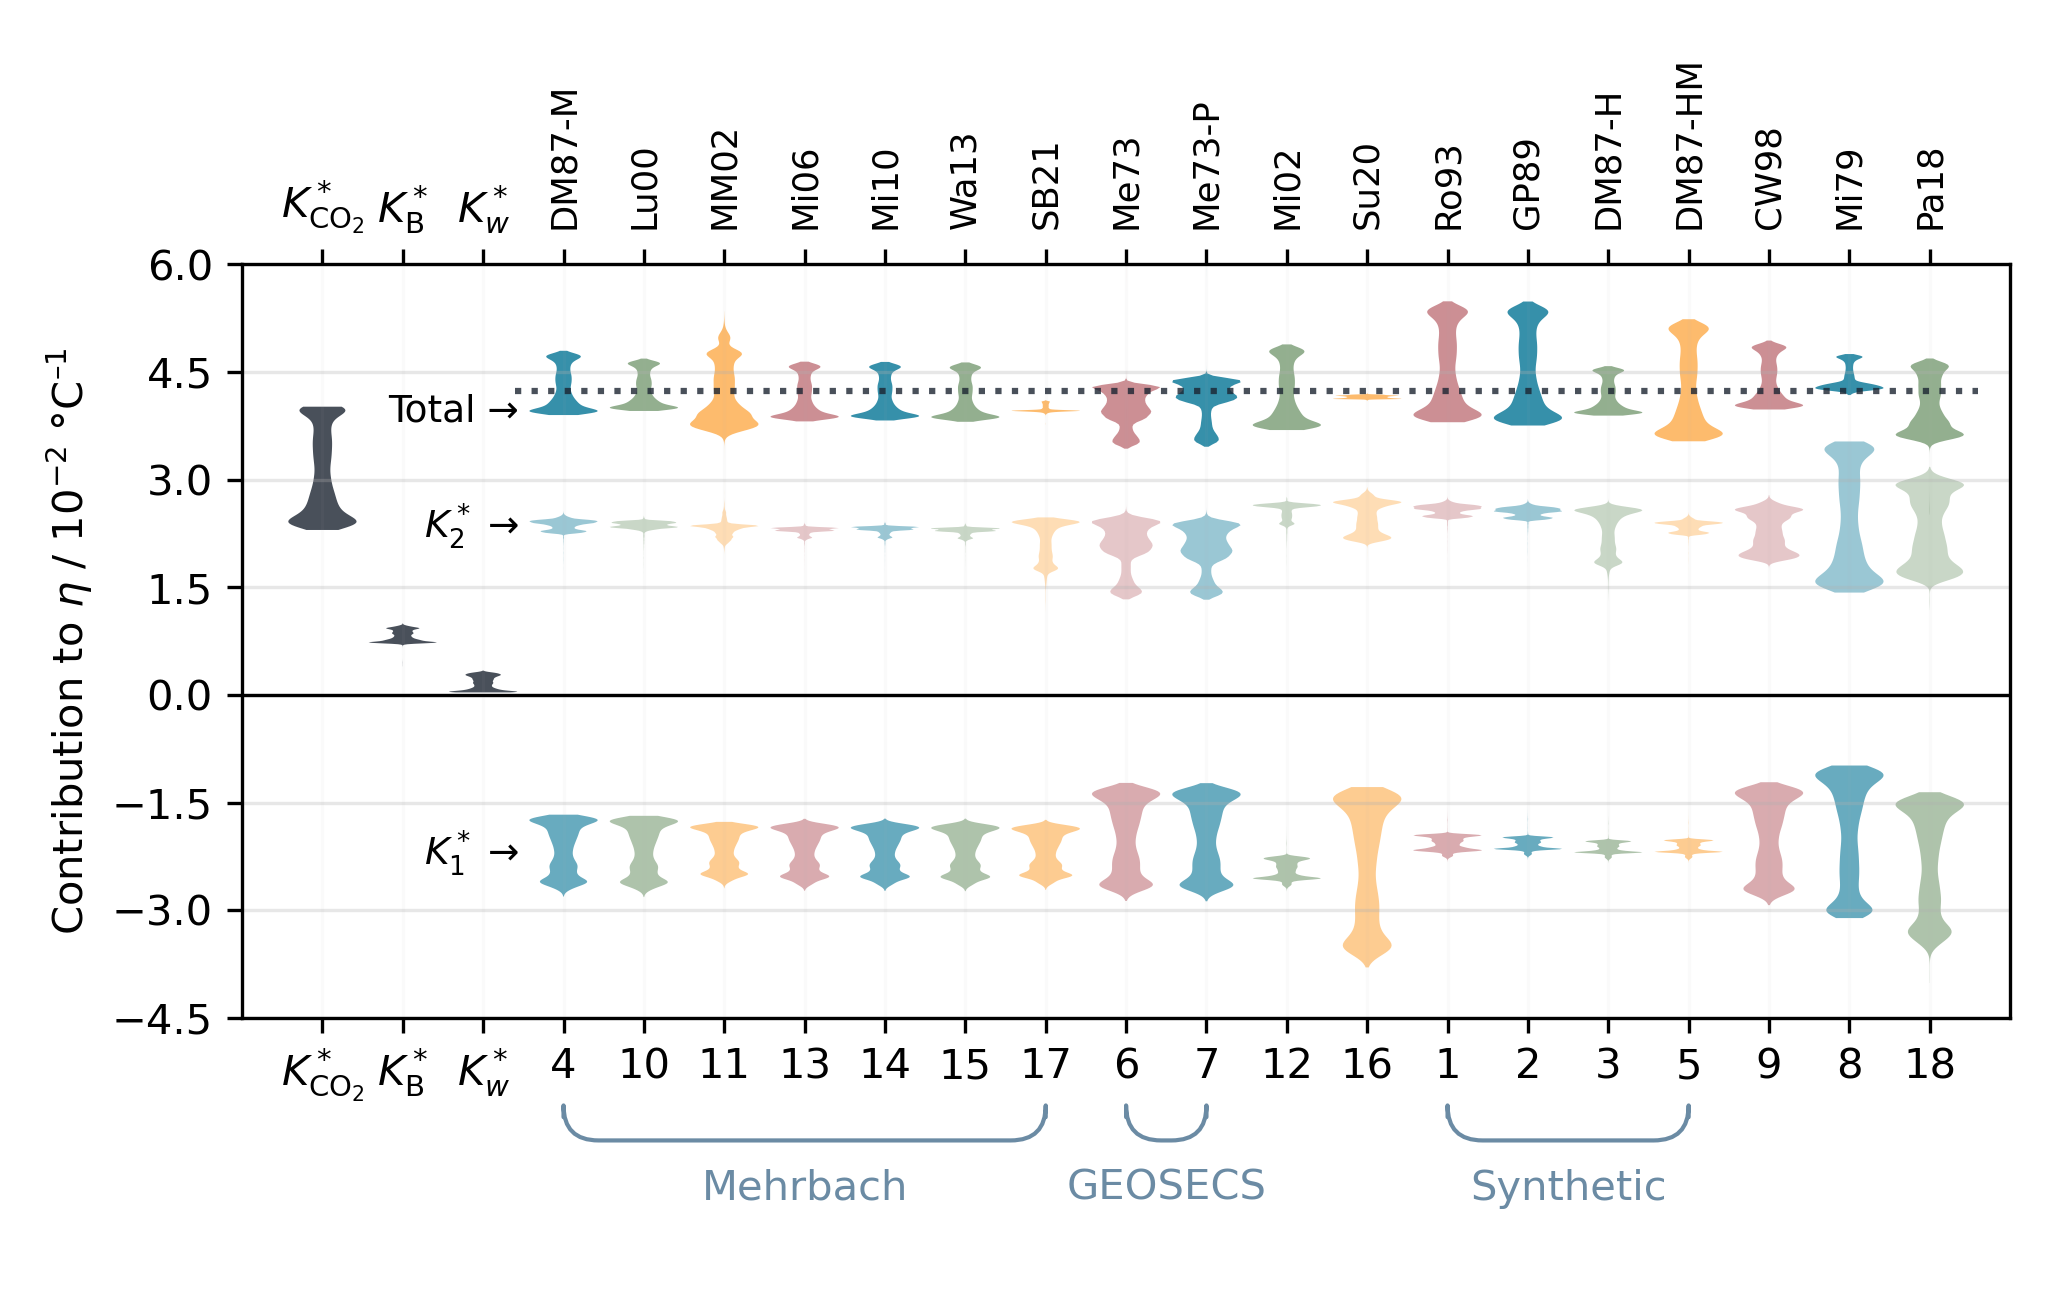 K*CO2 K*B K*w DM87-M Lu00 MM02 Mi06 Mi10 Wa13 SB21 Me73 Me73-P Mi02 Su20 Ro93 GP89 DM87-H DM87-HM CW98 Mi79 Pa18
Contribution to η / 10⁻² °C⁻¹
6.0
4.5
Total →
3.0
K*2 →
1.5
0.0
−1.5
K*1 →
−3.0
−4.5
K*CO2 K*B K*w 4 10 11 13 14 15 17 6 7 12 16 1 2 3 5 9 8 18
Mehrbach GEOSECS Synthetic